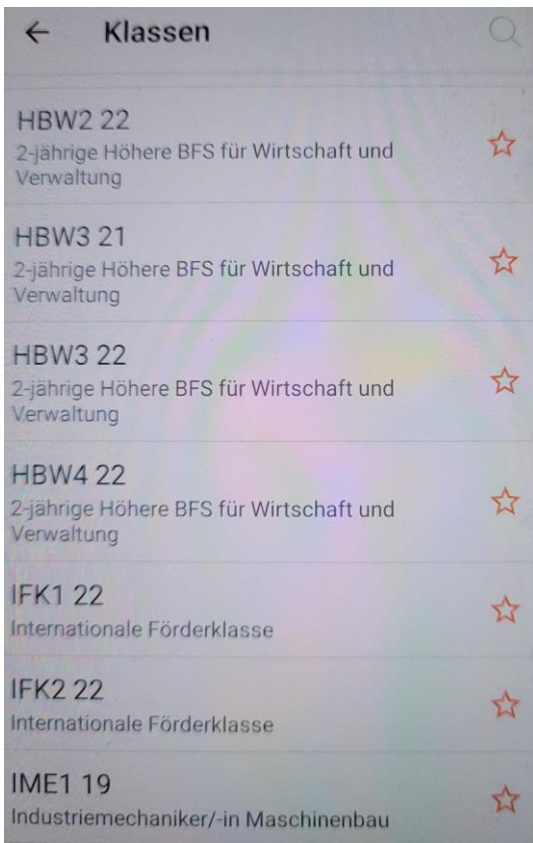 Klassen
HBW2 22
2-jährige Höhere BFS für Wirtschaft und
Verwaltung
HBW3 21
2-jährige Höhere BFS für Wirtschaft und
Verwaltung
HBW3 22
2-jährige Höhere BFS für Wirtschaft und
Verwaltung
HBW4 22
2-jährige Höhere BFS für Wirtschaft und
Verwaltung
IFK1 22
Internationale Förderklasse
IFK2 22
Internationale Förderklasse
IME1 19
Industriemechaniker/-in Maschinenbau